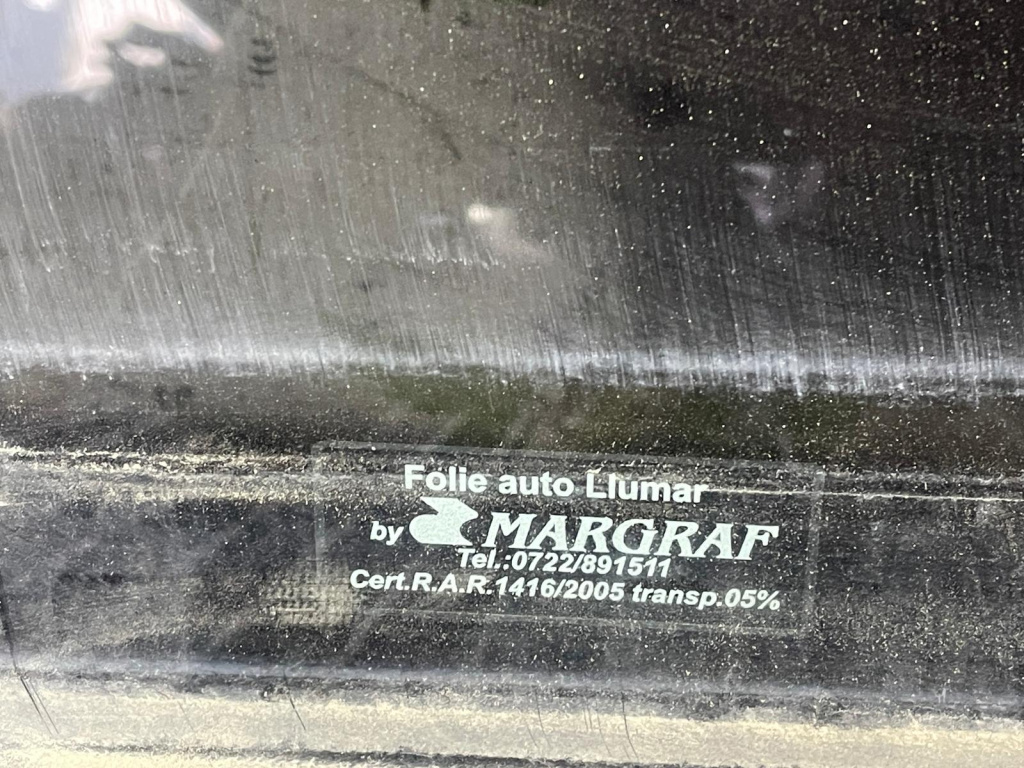 Folie auto Llumar
by MARGRAF
Tel.:0722/891511
Cert.R.A.R.1416/2005 transp.05%